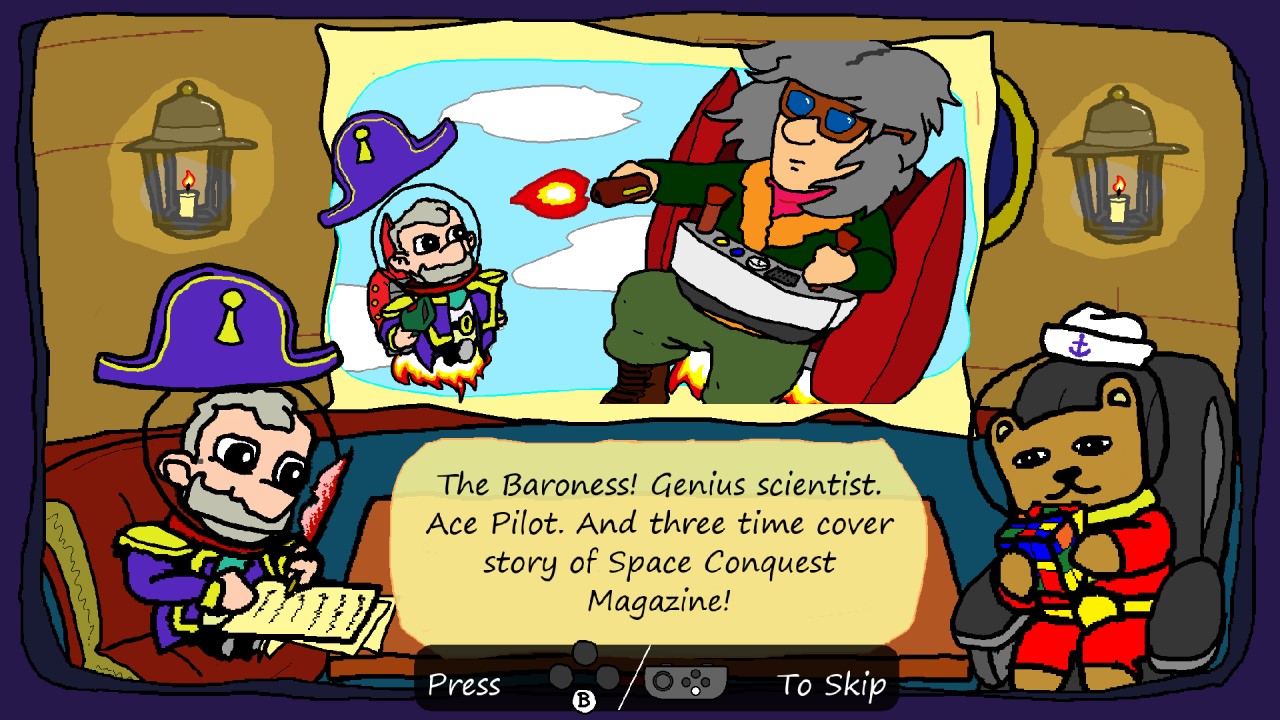 The Baroness! Genius scientist.
Ace Pilot. And three time cover
story of Space Conquest
Magazine!
Press B / To Skip